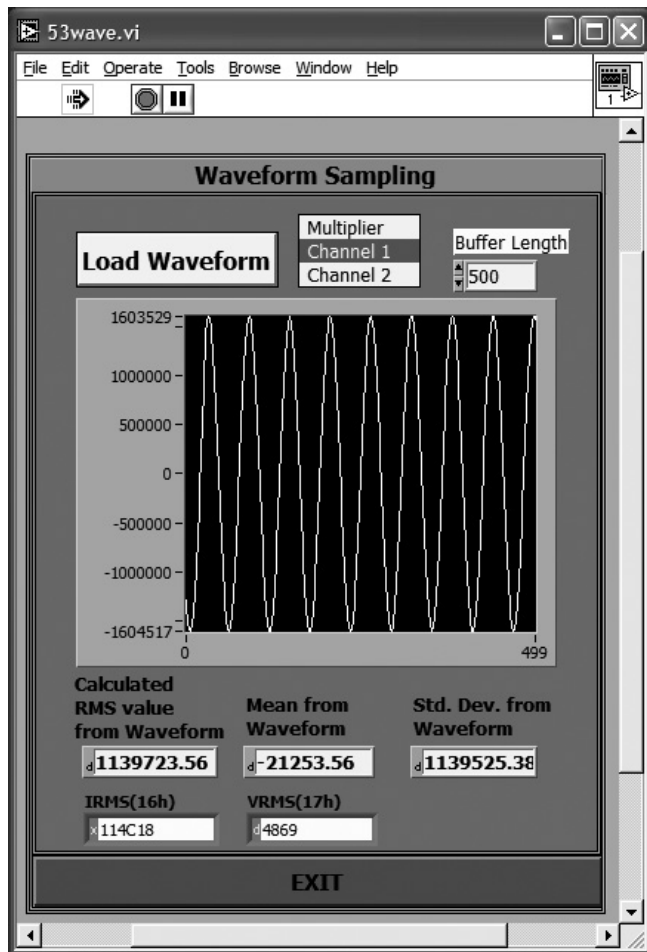 53wave.vi
File Edit Operate Tools Browse Window Help
1
Waveform Sampling
Load Waveform
Multiplier
Channel 1
Channel 2
Buffer Length
500
1603529
1000000
500000
0
-500000
-1000000
-1604517
0 499
Calculated
RMS value
from Waveform
Mean from
Waveform
Std. Dev. from
Waveform
d 1139723.56
d -21253.56
d 1139525.38
IRMS(16h)
VRMS(17h)
x 114C18
d 4869
EXIT